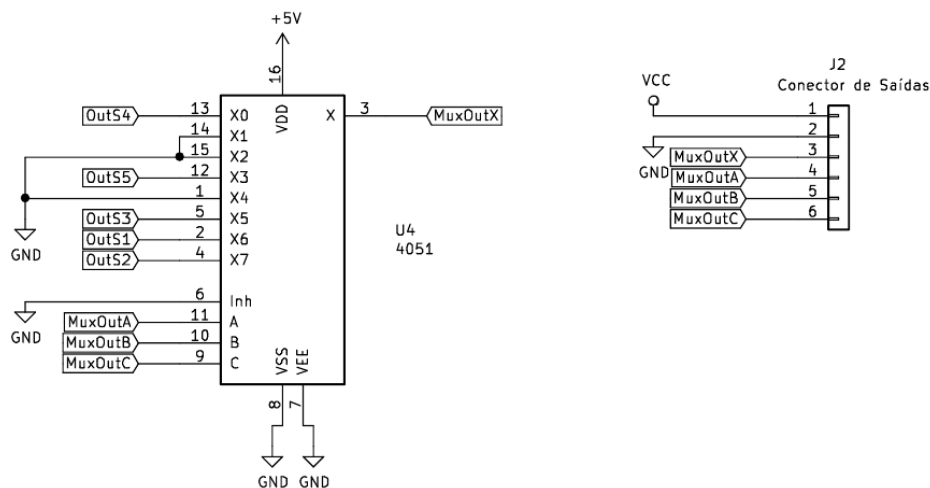 +5V
16
VDD
OutS4 13 X0
X 3 MuxOutX
14 X1
15 X2
OutS5 12 X3
1 X4
OutS3 5 X5
OutS1 2 X6
OutS2 4 X7
GND
U4
4051
6 Inh
GND
MuxOutA 11 A
MuxOutB 10 B
MuxOutC 9 C
VSS VEE
8 7
GND GND
J2
Conector de Saídas
VCC
1
2
GND
MuxOutX 3
MuxOutA 4
MuxOutB 5
MuxOutC 6